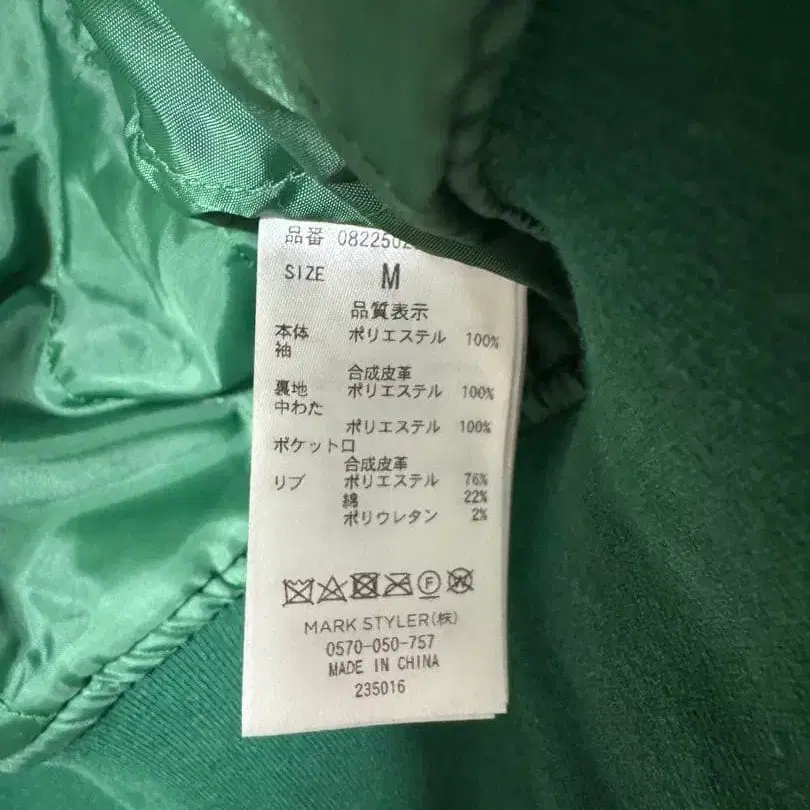 品番 0822502
SIZE M
品質表示
本体 ポリエステル 100%
袖
合成皮革
裏地 ポリエステル 100%
中わた
ポリエステル 100%
ポケット口
合成皮革
リブ ポリエステル 76%
綿 22%
ポリウレタン 2%
F W
MARK STYLER(株)
0570-050-757
MADE IN CHINA
235016